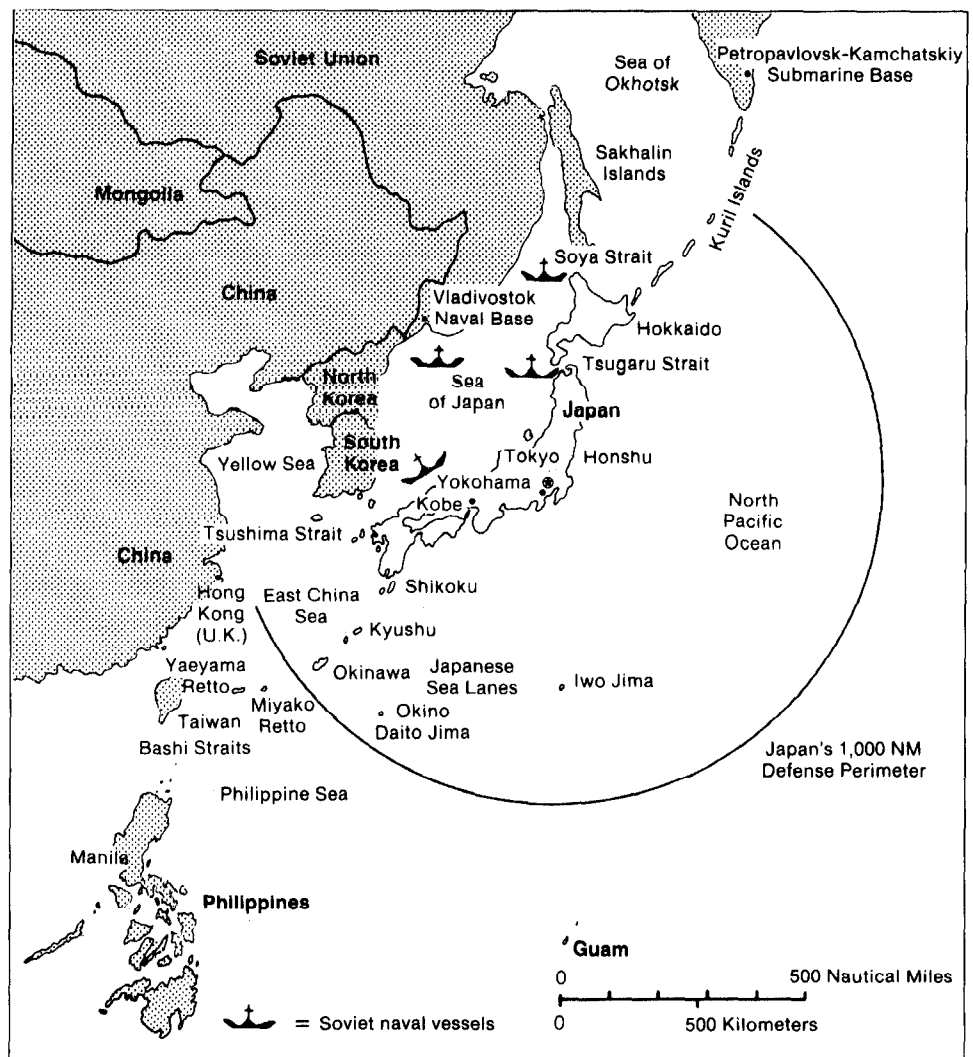 Soviet Union
Sea of
Okhotsk
Petropavlovsk-Kamchatskiy
Submarine Base
Sakhalin
Islands
Mongolia
Kuril Islands
Soya Strait
China
Vladivostok
Naval Base
Hokkaido
Tsugaru Strait
North
Korea
Sea
of Japan
Japan
South
Korea
Yellow Sea
Tokyo
Honshu
Yokohama
Kobe
North
Pacific
Ocean
Tsushima Strait
China
Shikoku
Hong
Kong
(U.K.)
East China
Sea
Kyushu
Yaeyama
Retto
Okinawa
Japanese
Sea Lanes
Iwo Jima
Miyako
Retto
Taiwan
Okino
Daito Jima
Bashi Straits
Japan's 1,000 NM
Defense Perimeter
Philippine Sea
Manila
Philippines
Guam
0
500 Nautical Miles
0
500 Kilometers
= Soviet naval vessels